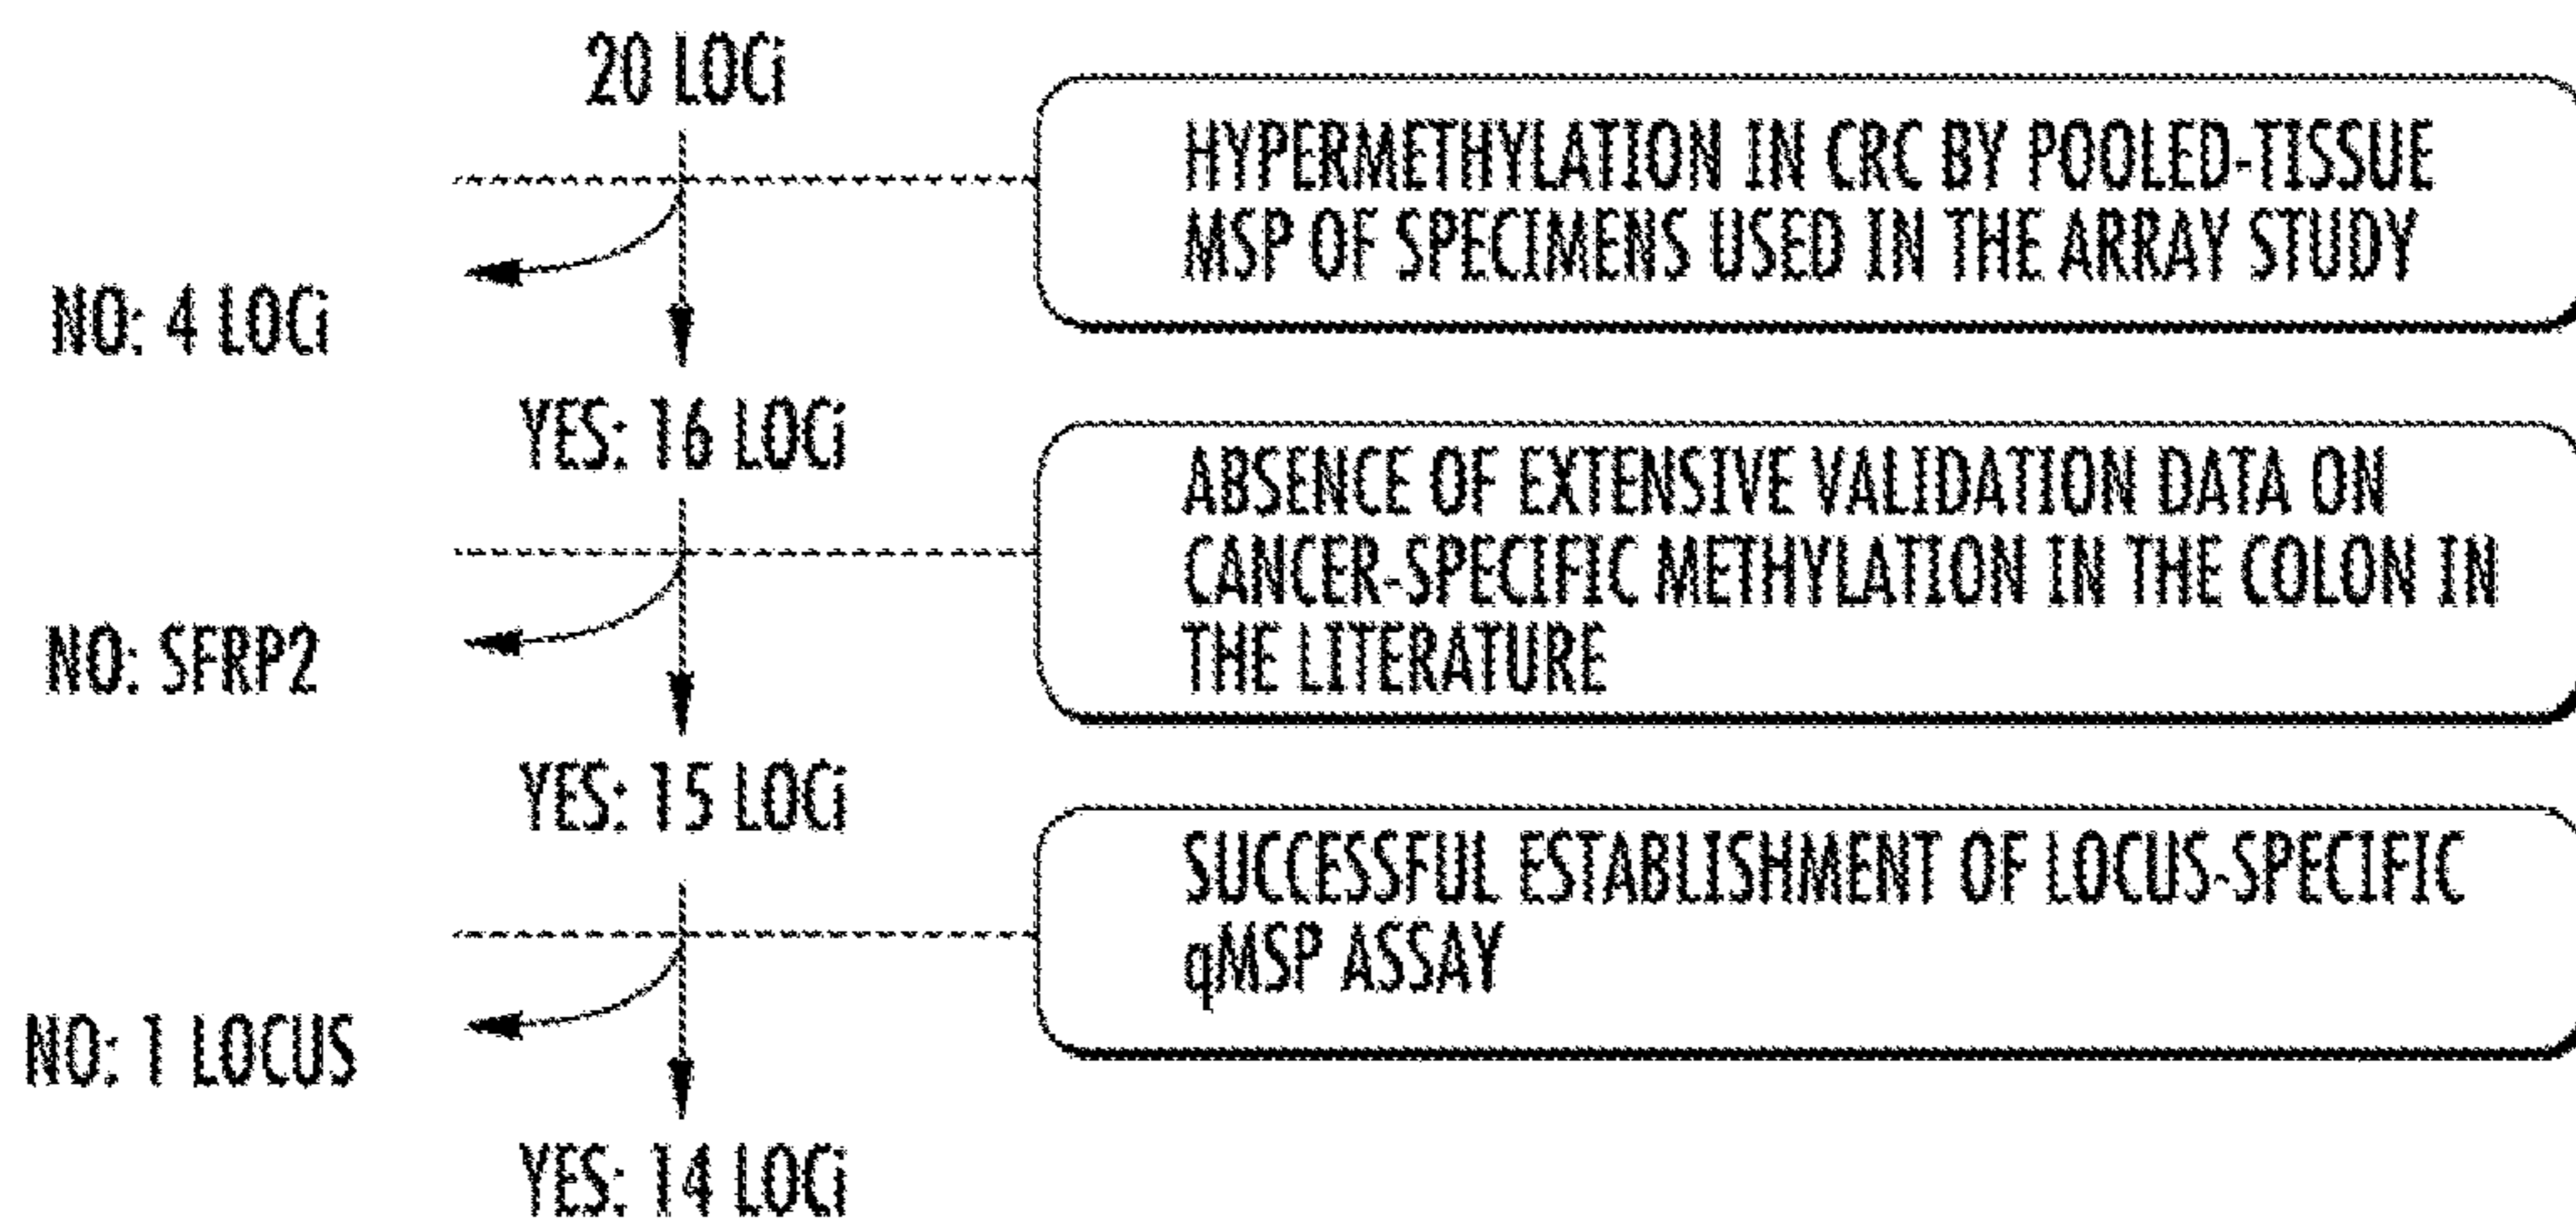 20 LOCi
HYPERMETHYLATION IN CRC BY POOLED-TISSUE
MSP OF SPECIMENS USED IN THE ARRAY STUDY
NO: 4 LOCi
YES: 16 LOCi
ABSENCE OF EXTENSIVE VALIDATION DATA ON
CANCER-SPECIFIC METHYLATION IN THE COLON IN
THE LITERATURE
NO: SFRP2
YES: 15 LOCi
SUCCESSFUL ESTABLISHMENT OF LOCUS-SPECIFIC
qMSP ASSAY
NO: 1 LOCUS
YES: 14 LOCi